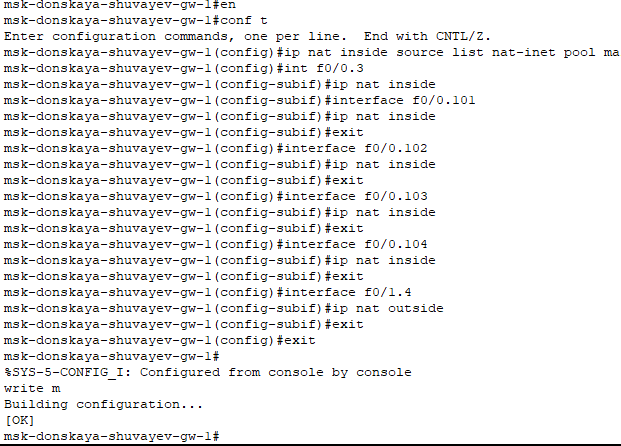 msk-donskaya-shuvayev-gw-1#en
msk-donskaya-shuvayev-gw-1#conf t
Enter configuration commands, one per line.  End with CNTL/Z.
msk-donskaya-shuvayev-gw-1(config)#ip nat inside source list nat-inet pool ma
msk-donskaya-shuvayev-gw-1(config)#int f0/0.3
msk-donskaya-shuvayev-gw-1(config-subif)#ip nat inside
msk-donskaya-shuvayev-gw-1(config-subif)#interface f0/0.101
msk-donskaya-shuvayev-gw-1(config-subif)#ip nat inside
msk-donskaya-shuvayev-gw-1(config-subif)#exit
msk-donskaya-shuvayev-gw-1(config)#interface f0/0.102
msk-donskaya-shuvayev-gw-1(config-subif)#ip nat inside
msk-donskaya-shuvayev-gw-1(config-subif)#exit
msk-donskaya-shuvayev-gw-1(config)#interface f0/0.103
msk-donskaya-shuvayev-gw-1(config-subif)#ip nat inside
msk-donskaya-shuvayev-gw-1(config-subif)#exit
msk-donskaya-shuvayev-gw-1(config)#interface f0/0.104
msk-donskaya-shuvayev-gw-1(config-subif)#ip nat inside
msk-donskaya-shuvayev-gw-1(config-subif)#exit
msk-donskaya-shuvayev-gw-1(config)#interface f0/1.4
msk-donskaya-shuvayev-gw-1(config-subif)#ip nat outside
msk-donskaya-shuvayev-gw-1(config-subif)#exit
msk-donskaya-shuvayev-gw-1(config)#exit
msk-donskaya-shuvayev-gw-1#
%SYS-5-CONFIG_I: Configured from console by console
write m
Building configuration...
[OK]
msk-donskaya-shuvayev-gw-1#